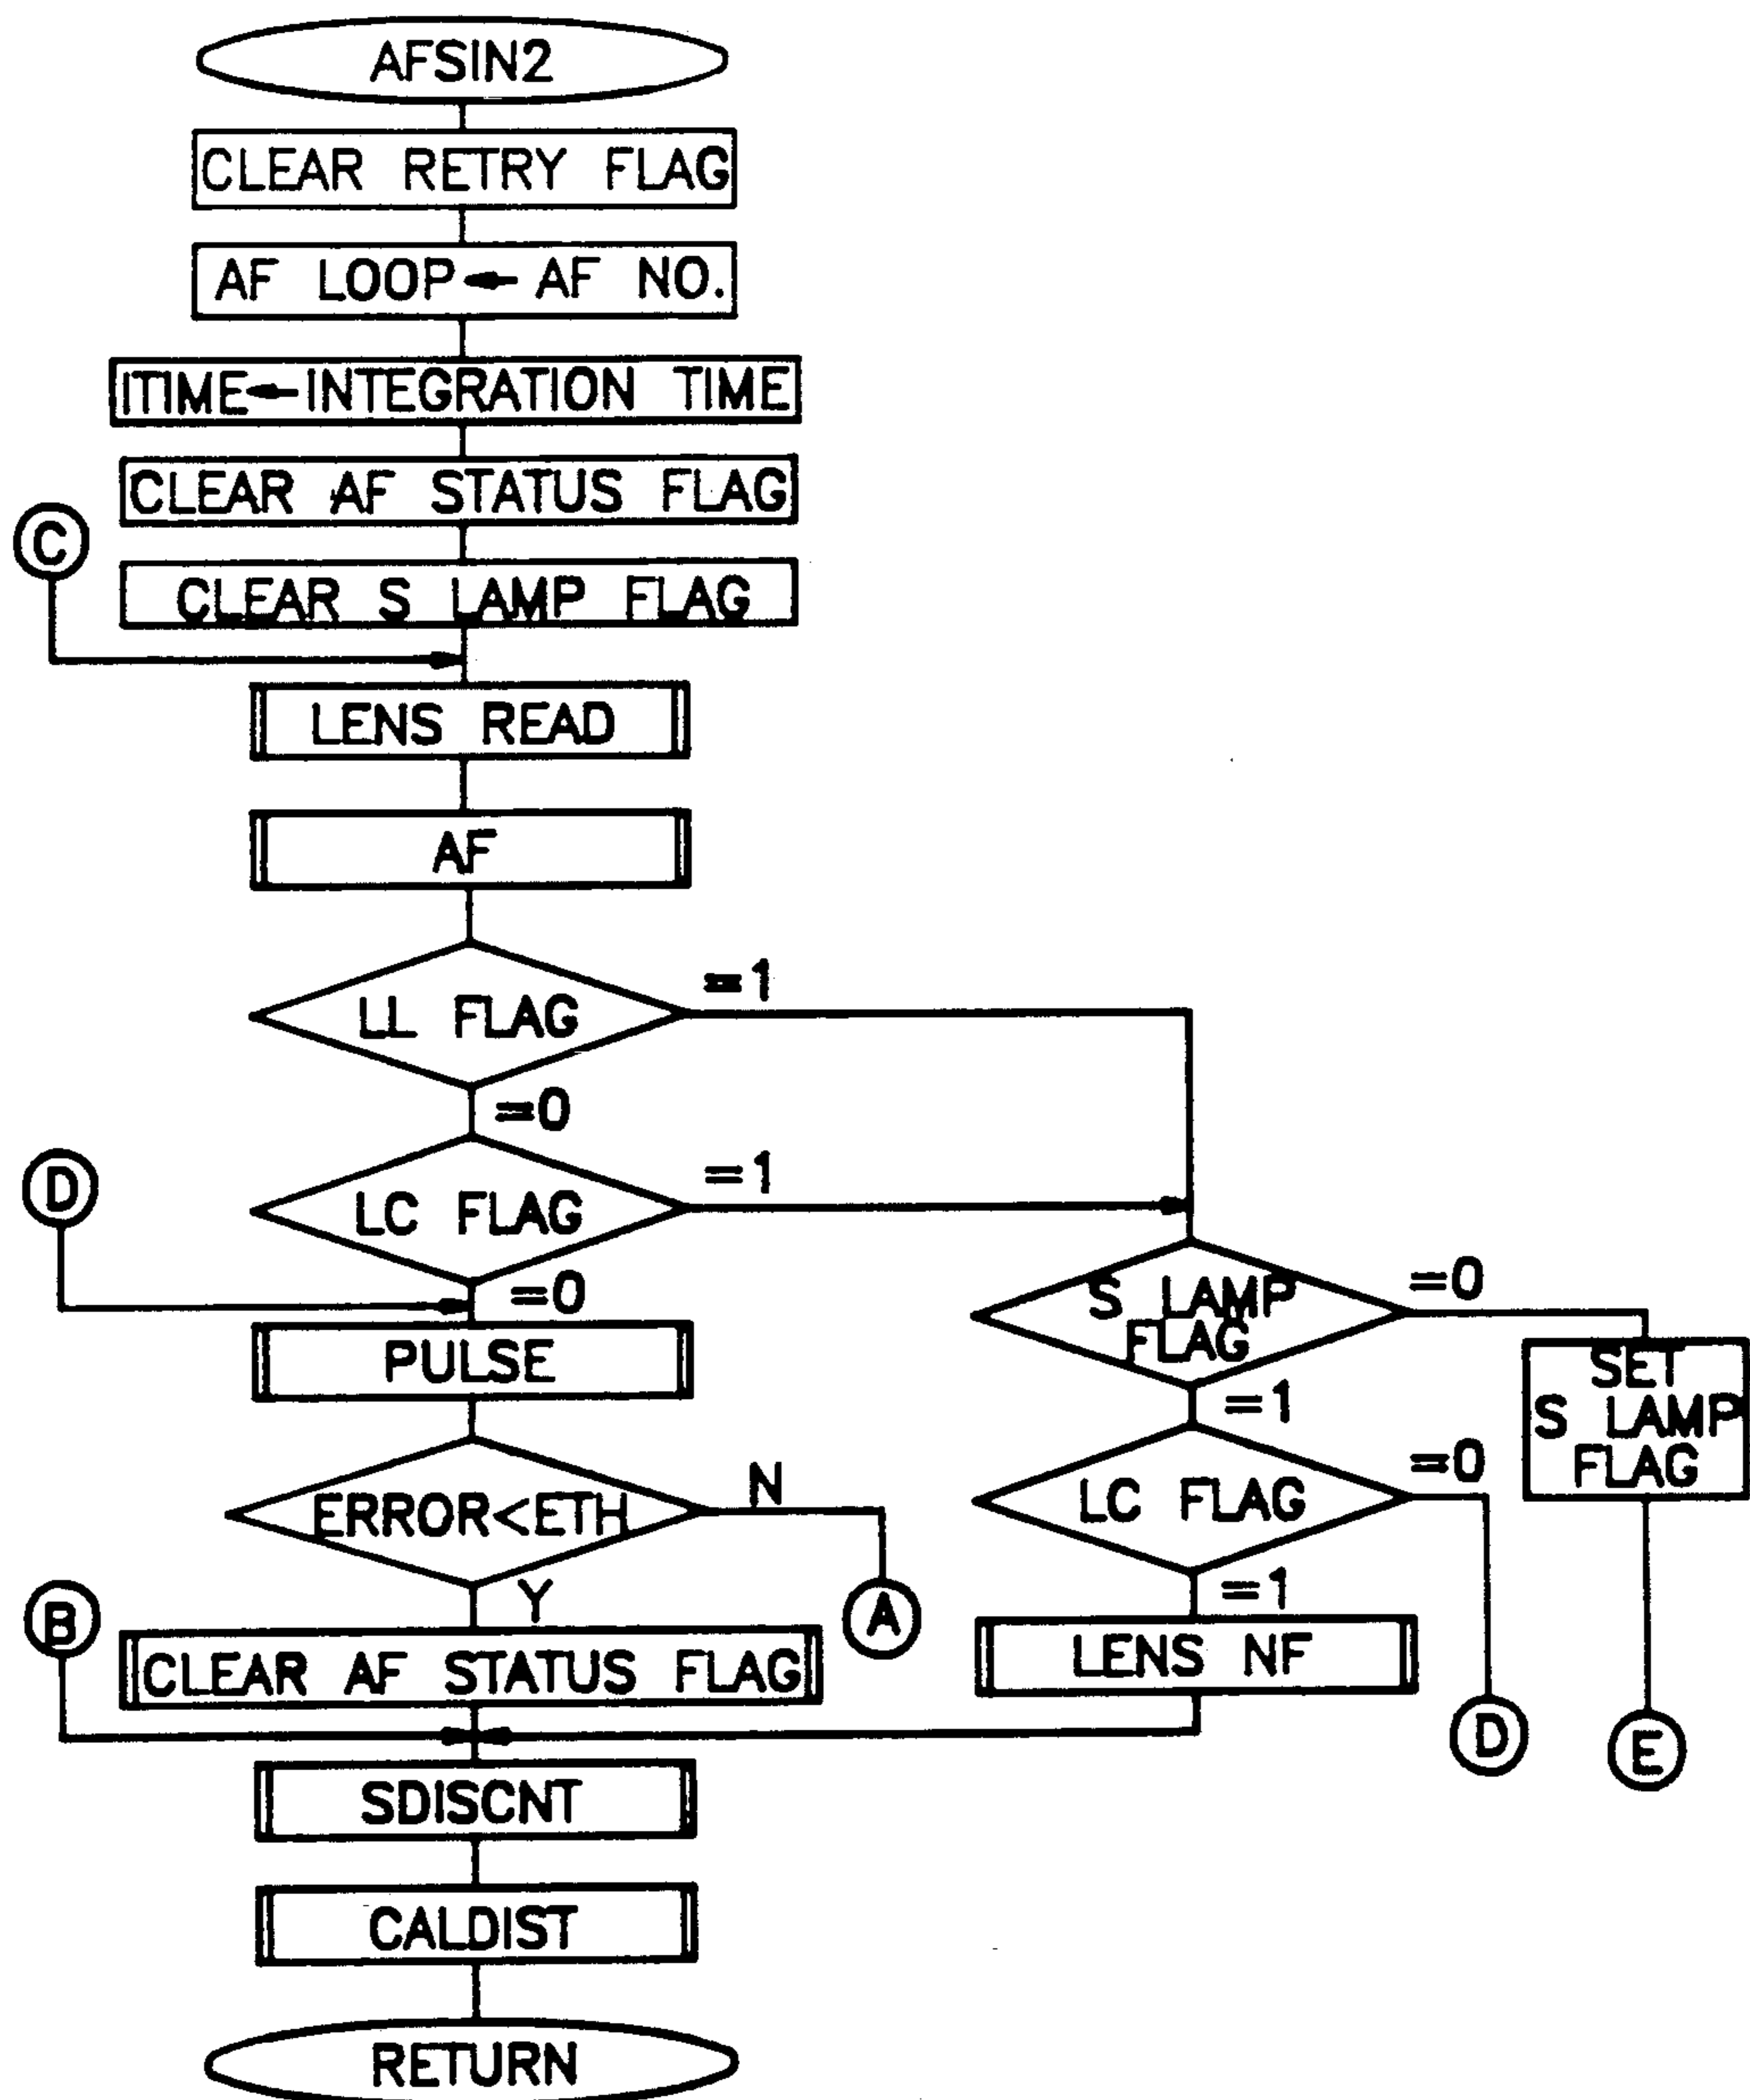 AFSIN2
CLEAR RETRY FLAG
AF LOOP ← AF NO.
ITIME ← INTEGRATION TIME
CLEAR AF STATUS FLAG
C
CLEAR S LAMP FLAG
LENS READ
AF
LL FLAG
=1
=0
D
LC FLAG
=1
=0
S LAMP
FLAG
=0
=1
SET
S LAMP
FLAG
PULSE
ERROR<ETH
N
Y
A
LC FLAG
=0
=1
B
CLEAR AF STATUS FLAG
LENS NF
D
E
SDISCNT
CALDIST
RETURN